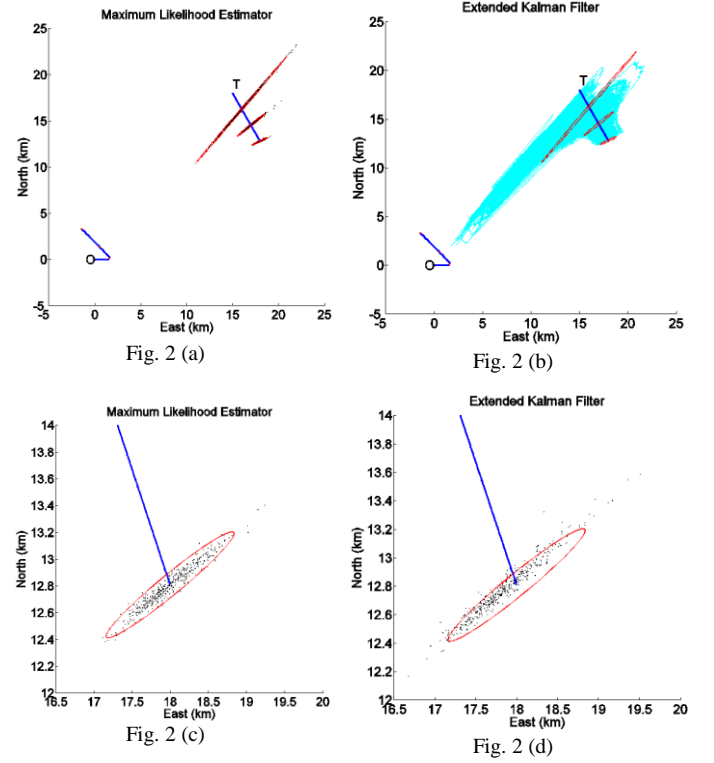 Maximum Likelihood Estimator
25
20
15
10
5
0
-5
-5 0 5 10 15 20 25
North (km)
East (km)
T
O
Fig. 2 (a)
Extended Kalman Filter
25
20
15
10
5
0
-5
-5 0 5 10 15 20 25
North (km)
East (km)
T
O
Fig. 2 (b)
Maximum Likelihood Estimator
14
13.8
13.6
13.4
13.2
13
12.8
12.6
12.4
12.2
12
16.5 17 17.5 18 18.5 19 19.5 20
North (km)
East (km)
Fig. 2 (c)
Extended Kalman Filter
14
13.8
13.6
13.4
13.2
13
12.8
12.6
12.4
12.2
12
16.5 17 17.5 18 18.5 19 19.5 20
North (km)
East (km)
Fig. 2 (d)